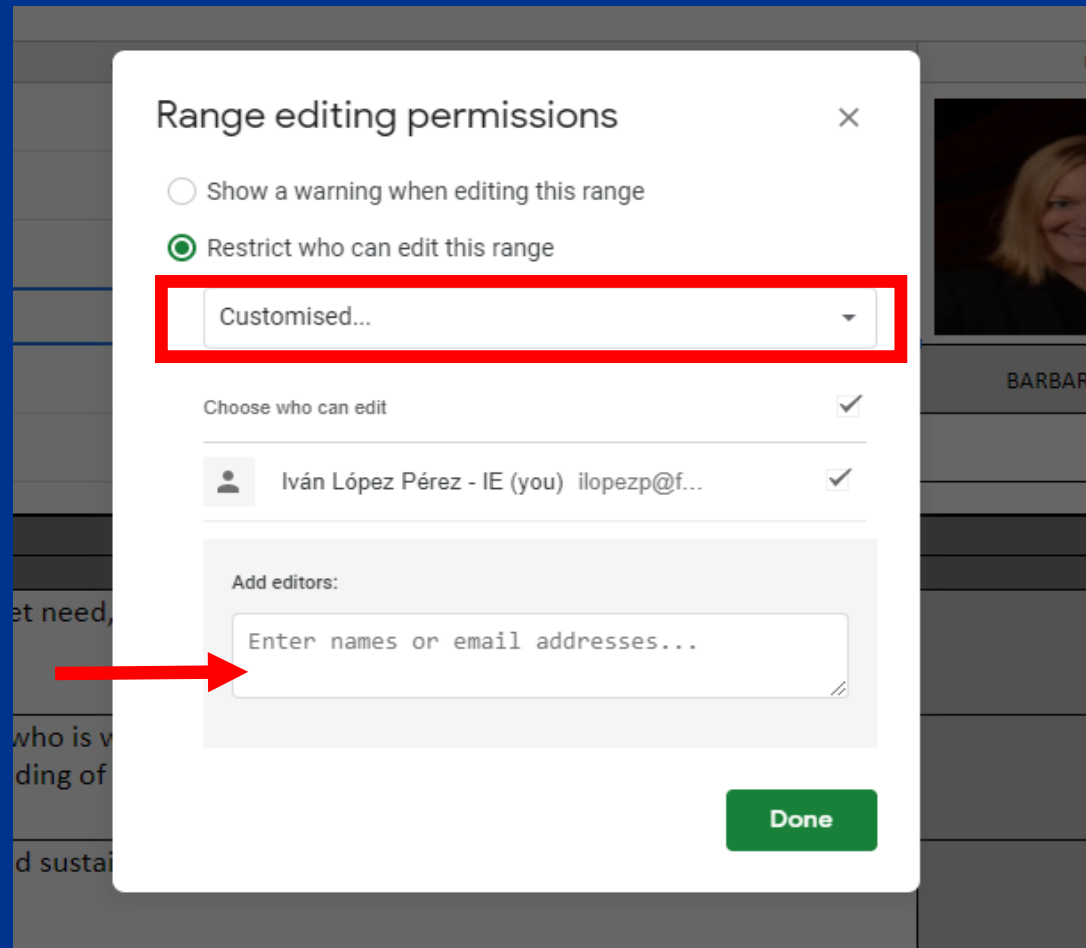 Range editing permissions
Show a warning when editing this range
Restrict who can edit this range
Customised...
BARBAR
Choose who can edit
Iván López Pérez - IE (you) ilopezp@f...
Add editors:
et need,
Enter names or email addresses...
who is w
ding of
Done
d sustai